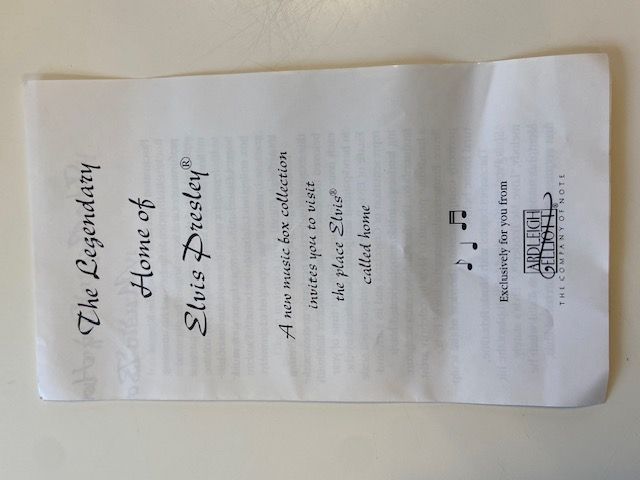 The Legendary
Home of
Elvis Presley®
A new music box collection
invites you to visit
the place Elvis®
called home
Exclusively for you from
ARDLEIGH
ELLIOTT®
THE COMPANY OF NOTE